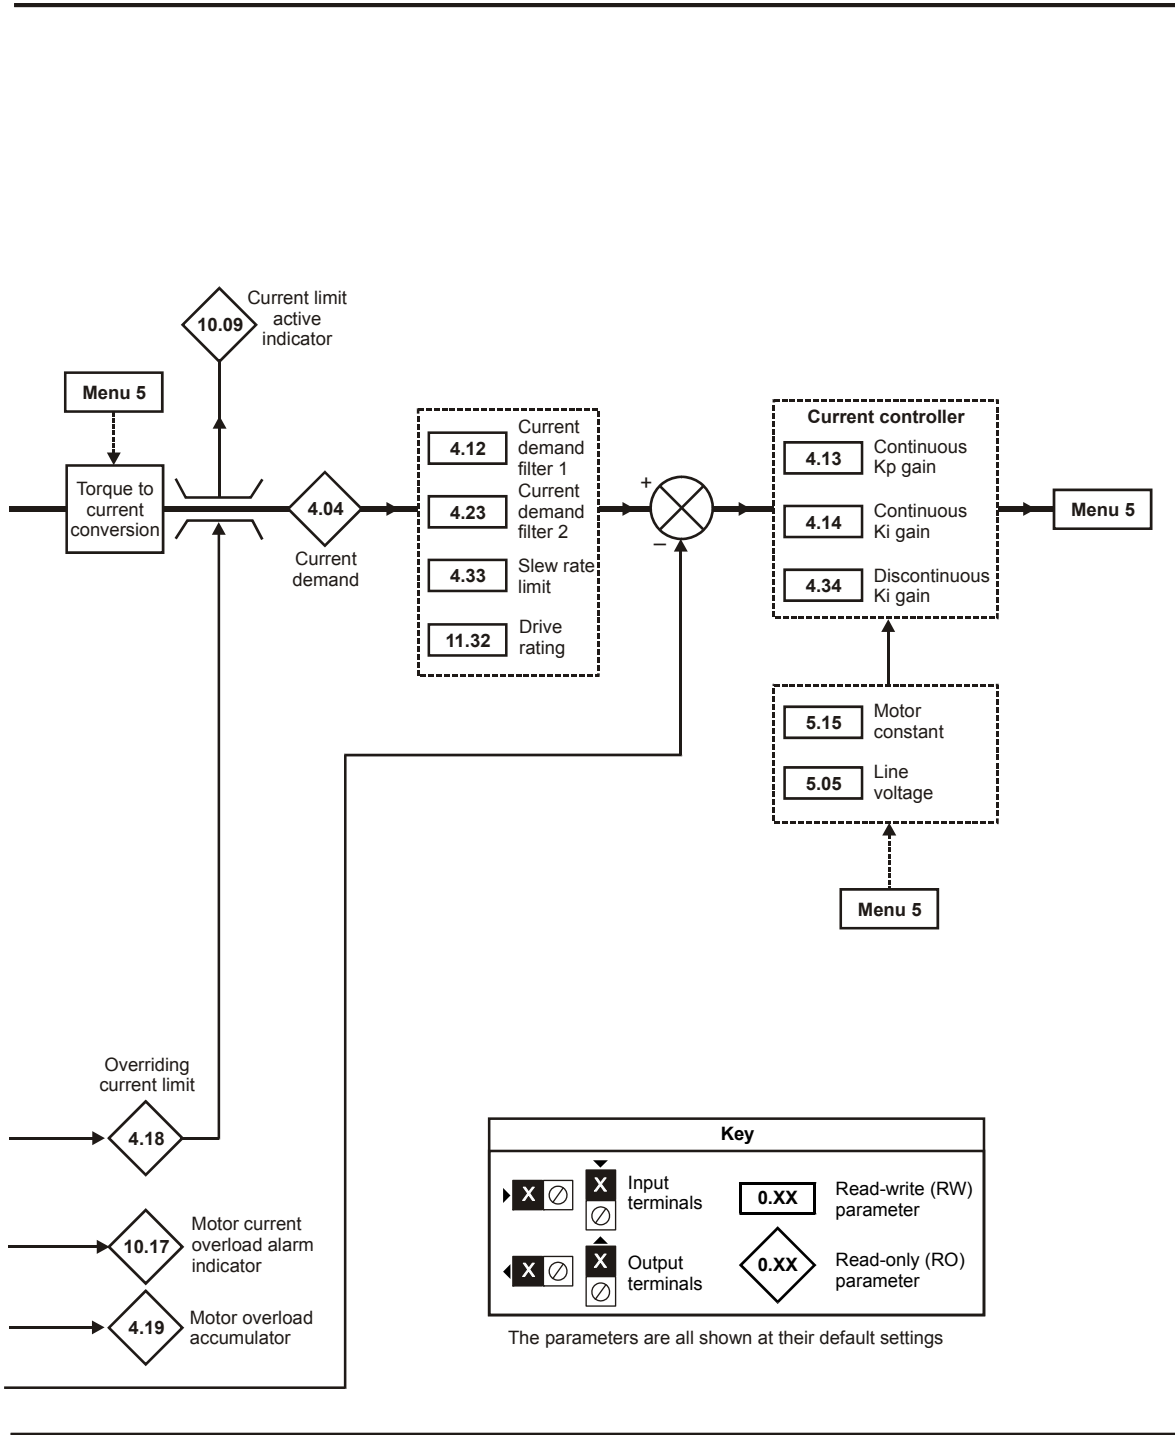 Current limit
active
indicator
10.09
Menu 5
Torque to
current
conversion
4.04
Current
demand
4.12
Current
demand
filter 1
4.23
Current
demand
filter 2
4.33
Slew rate
limit
11.32
Drive
rating
+
–
Current controller
4.13
Continuous
Kp gain
4.14
Continuous
Ki gain
4.34
Discontinuous
Ki gain
Menu 5
5.15
Motor
constant
5.05
Line
voltage
Menu 5
Overriding
current limit
4.18
10.17
Motor current
overload alarm
indicator
4.19
Motor overload
accumulator
Key
X
X
Input
terminals
0.XX
Read-write (RW)
parameter
X
X
Output
terminals
0.XX
Read-only (RO)
parameter
The parameters are all shown at their default settings